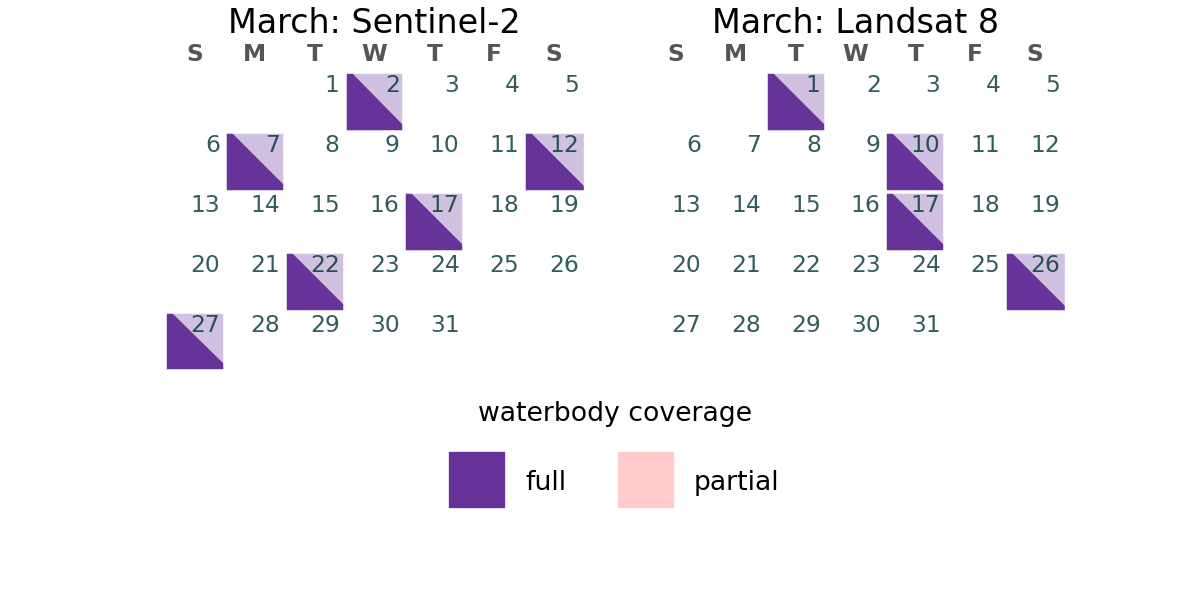 March: Sentinel-2
S M T W T F S
1 2 3 4 5
6 7 8 9 10 11 12
13 14 15 16 17 18 19
20 21 22 23 24 25 26
27 28 29 30 31
March: Landsat 8
S M T W T F S
1 2 3 4 5
6 7 8 9 10 11 12
13 14 15 16 17 18 19
20 21 22 23 24 25 26
27 28 29 30 31
waterbody coverage
full partial